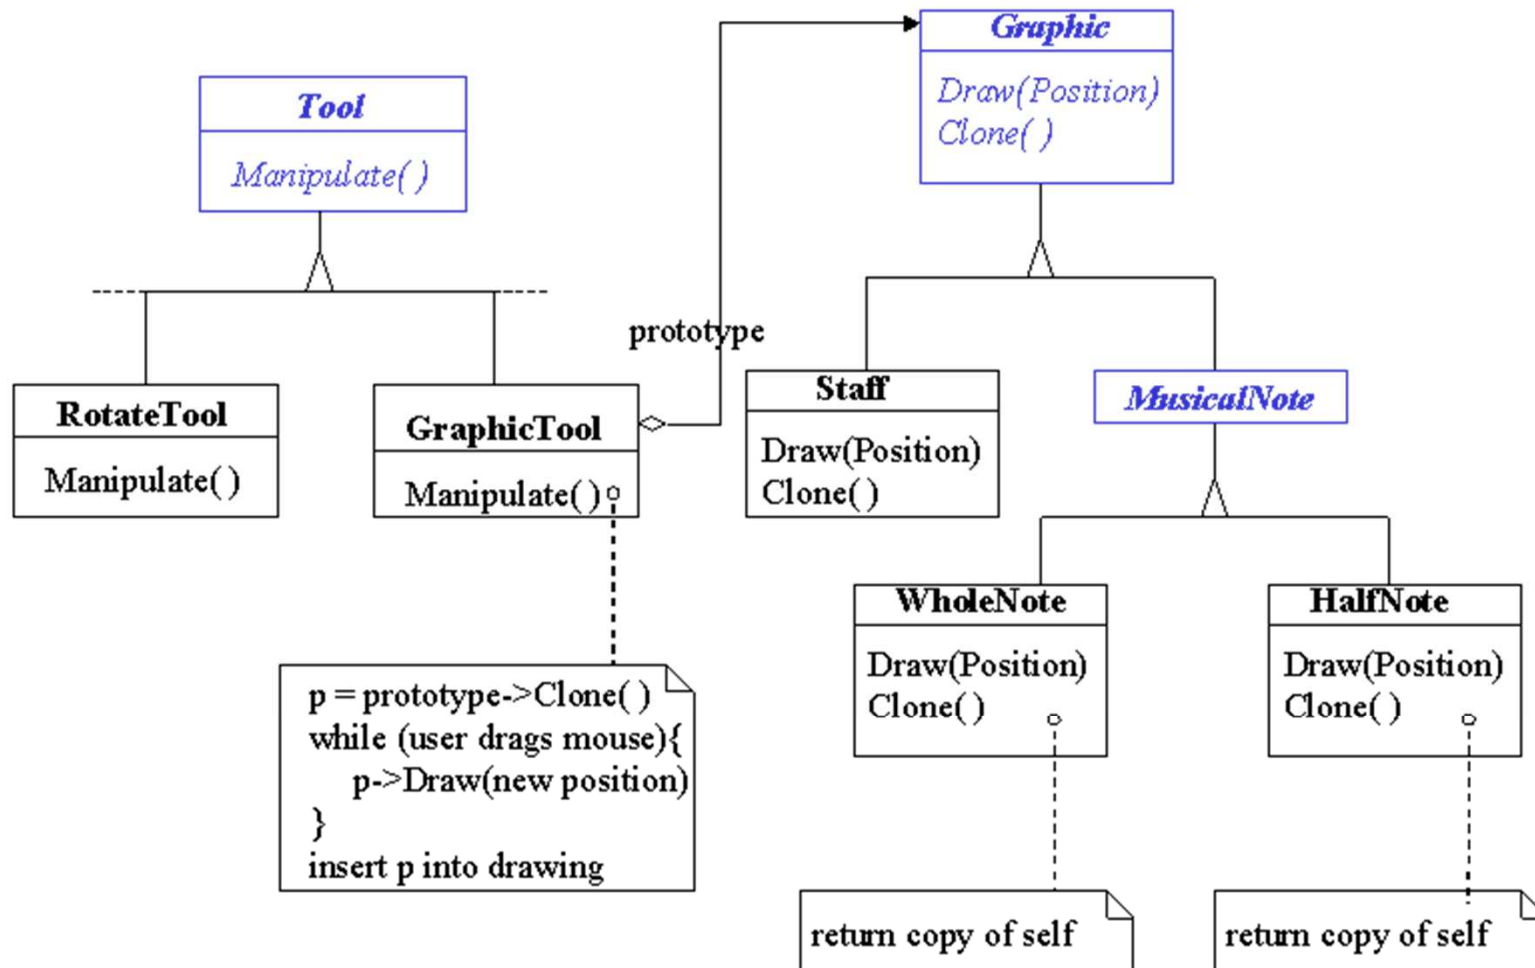 Tool
Manipulate( )
Graphic
Draw(Position)
Clone( )
prototype
RotateTool
Manipulate( )
GraphicTool
Manipulate( )
Staff
Draw(Position)
Clone( )
MusicalNote
WholeNote
Draw(Position)
Clone( )
HalfNote
Draw(Position)
Clone( )
p = prototype->Clone( )
while (user drags mouse){
p->Draw(new position)
}
insert p into drawing
return copy of self
return copy of self